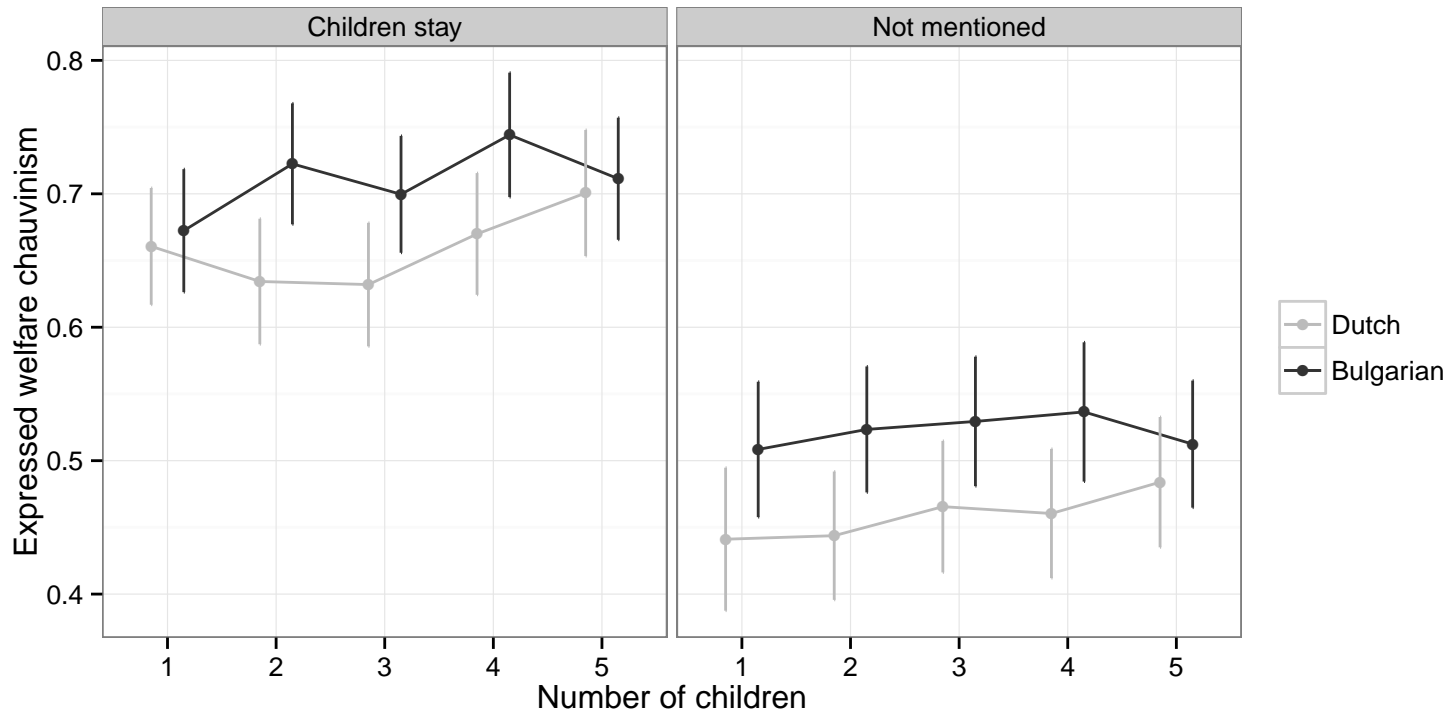 Children stay
Not mentioned
Expressed welfare chauvinism
0.8
0.7
0.6
0.5
0.4
1 2 3 4 5
1 2 3 4 5
Number of children
Dutch
Bulgarian